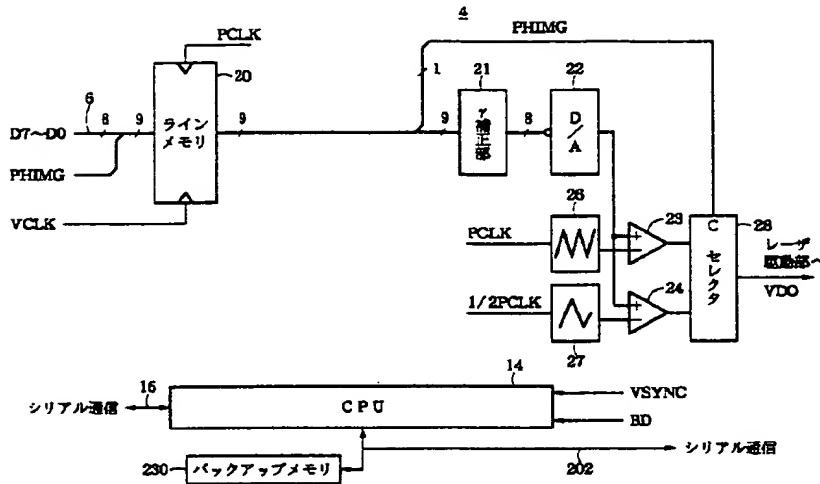 4
PCLK
PHIMG
20
1
21
22
6
8
9
D7～D0
ライン
メモリ
9
9
γ
補正部
8
D/A
PHIMG
VCLK
26
23
C
28
PCLK
セレクタ
レーザ
駆動部へ
VDO
24
1/2PCLK
27
14
16
シリアル通信
CPU
VSYNC
BD
シリアル通信
230
バックアップメモリ
202